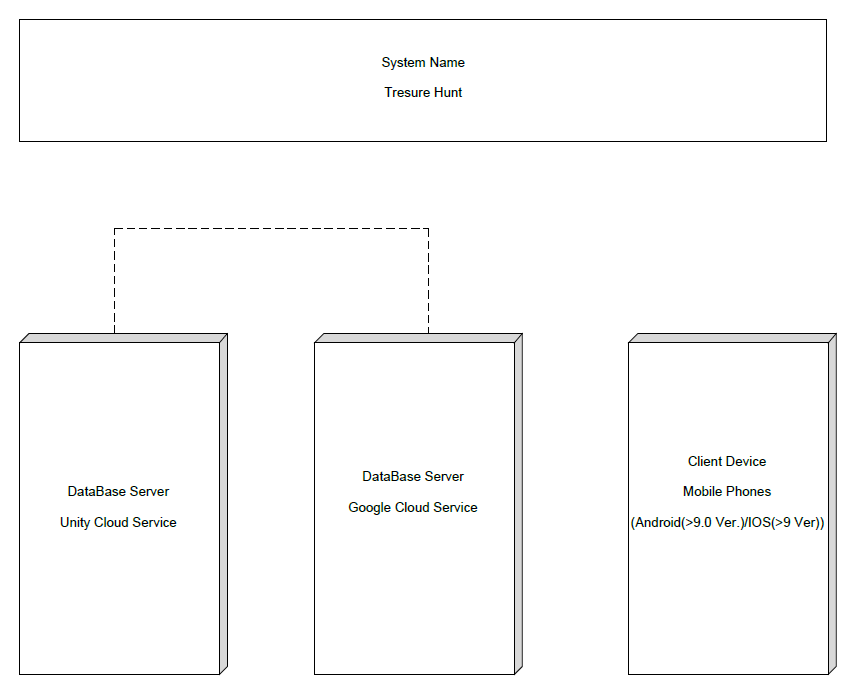 System Name
Tresure Hunt
DataBase Server
Unity Cloud Service
DataBase Server
Google Cloud Service
Client Device
Mobile Phones
(Android(>9.0 Ver.)/IOS(>9 Ver))